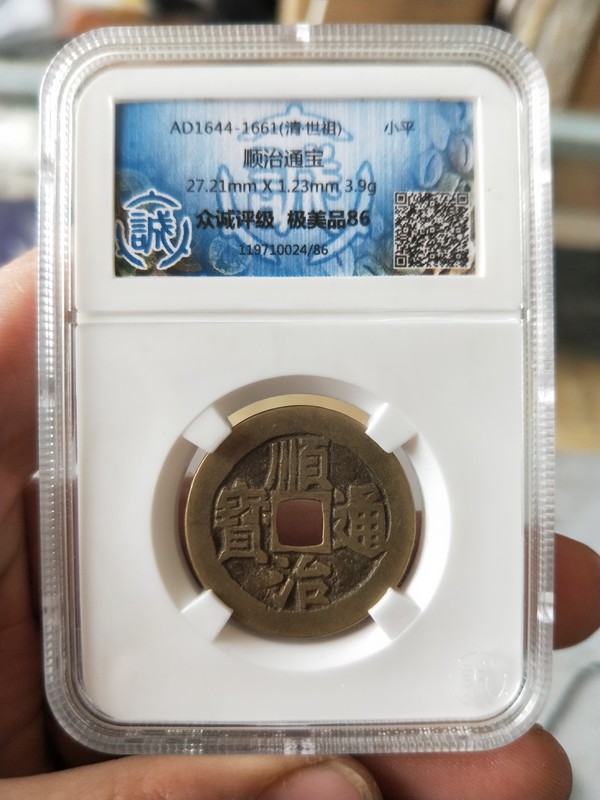 AD1644-1661(清·世祖) 小平
顺治通宝
27.21mm X 1.23mm 3.9g
众诚评级 极美品86
119710024/86
誠
順
寶 通
治